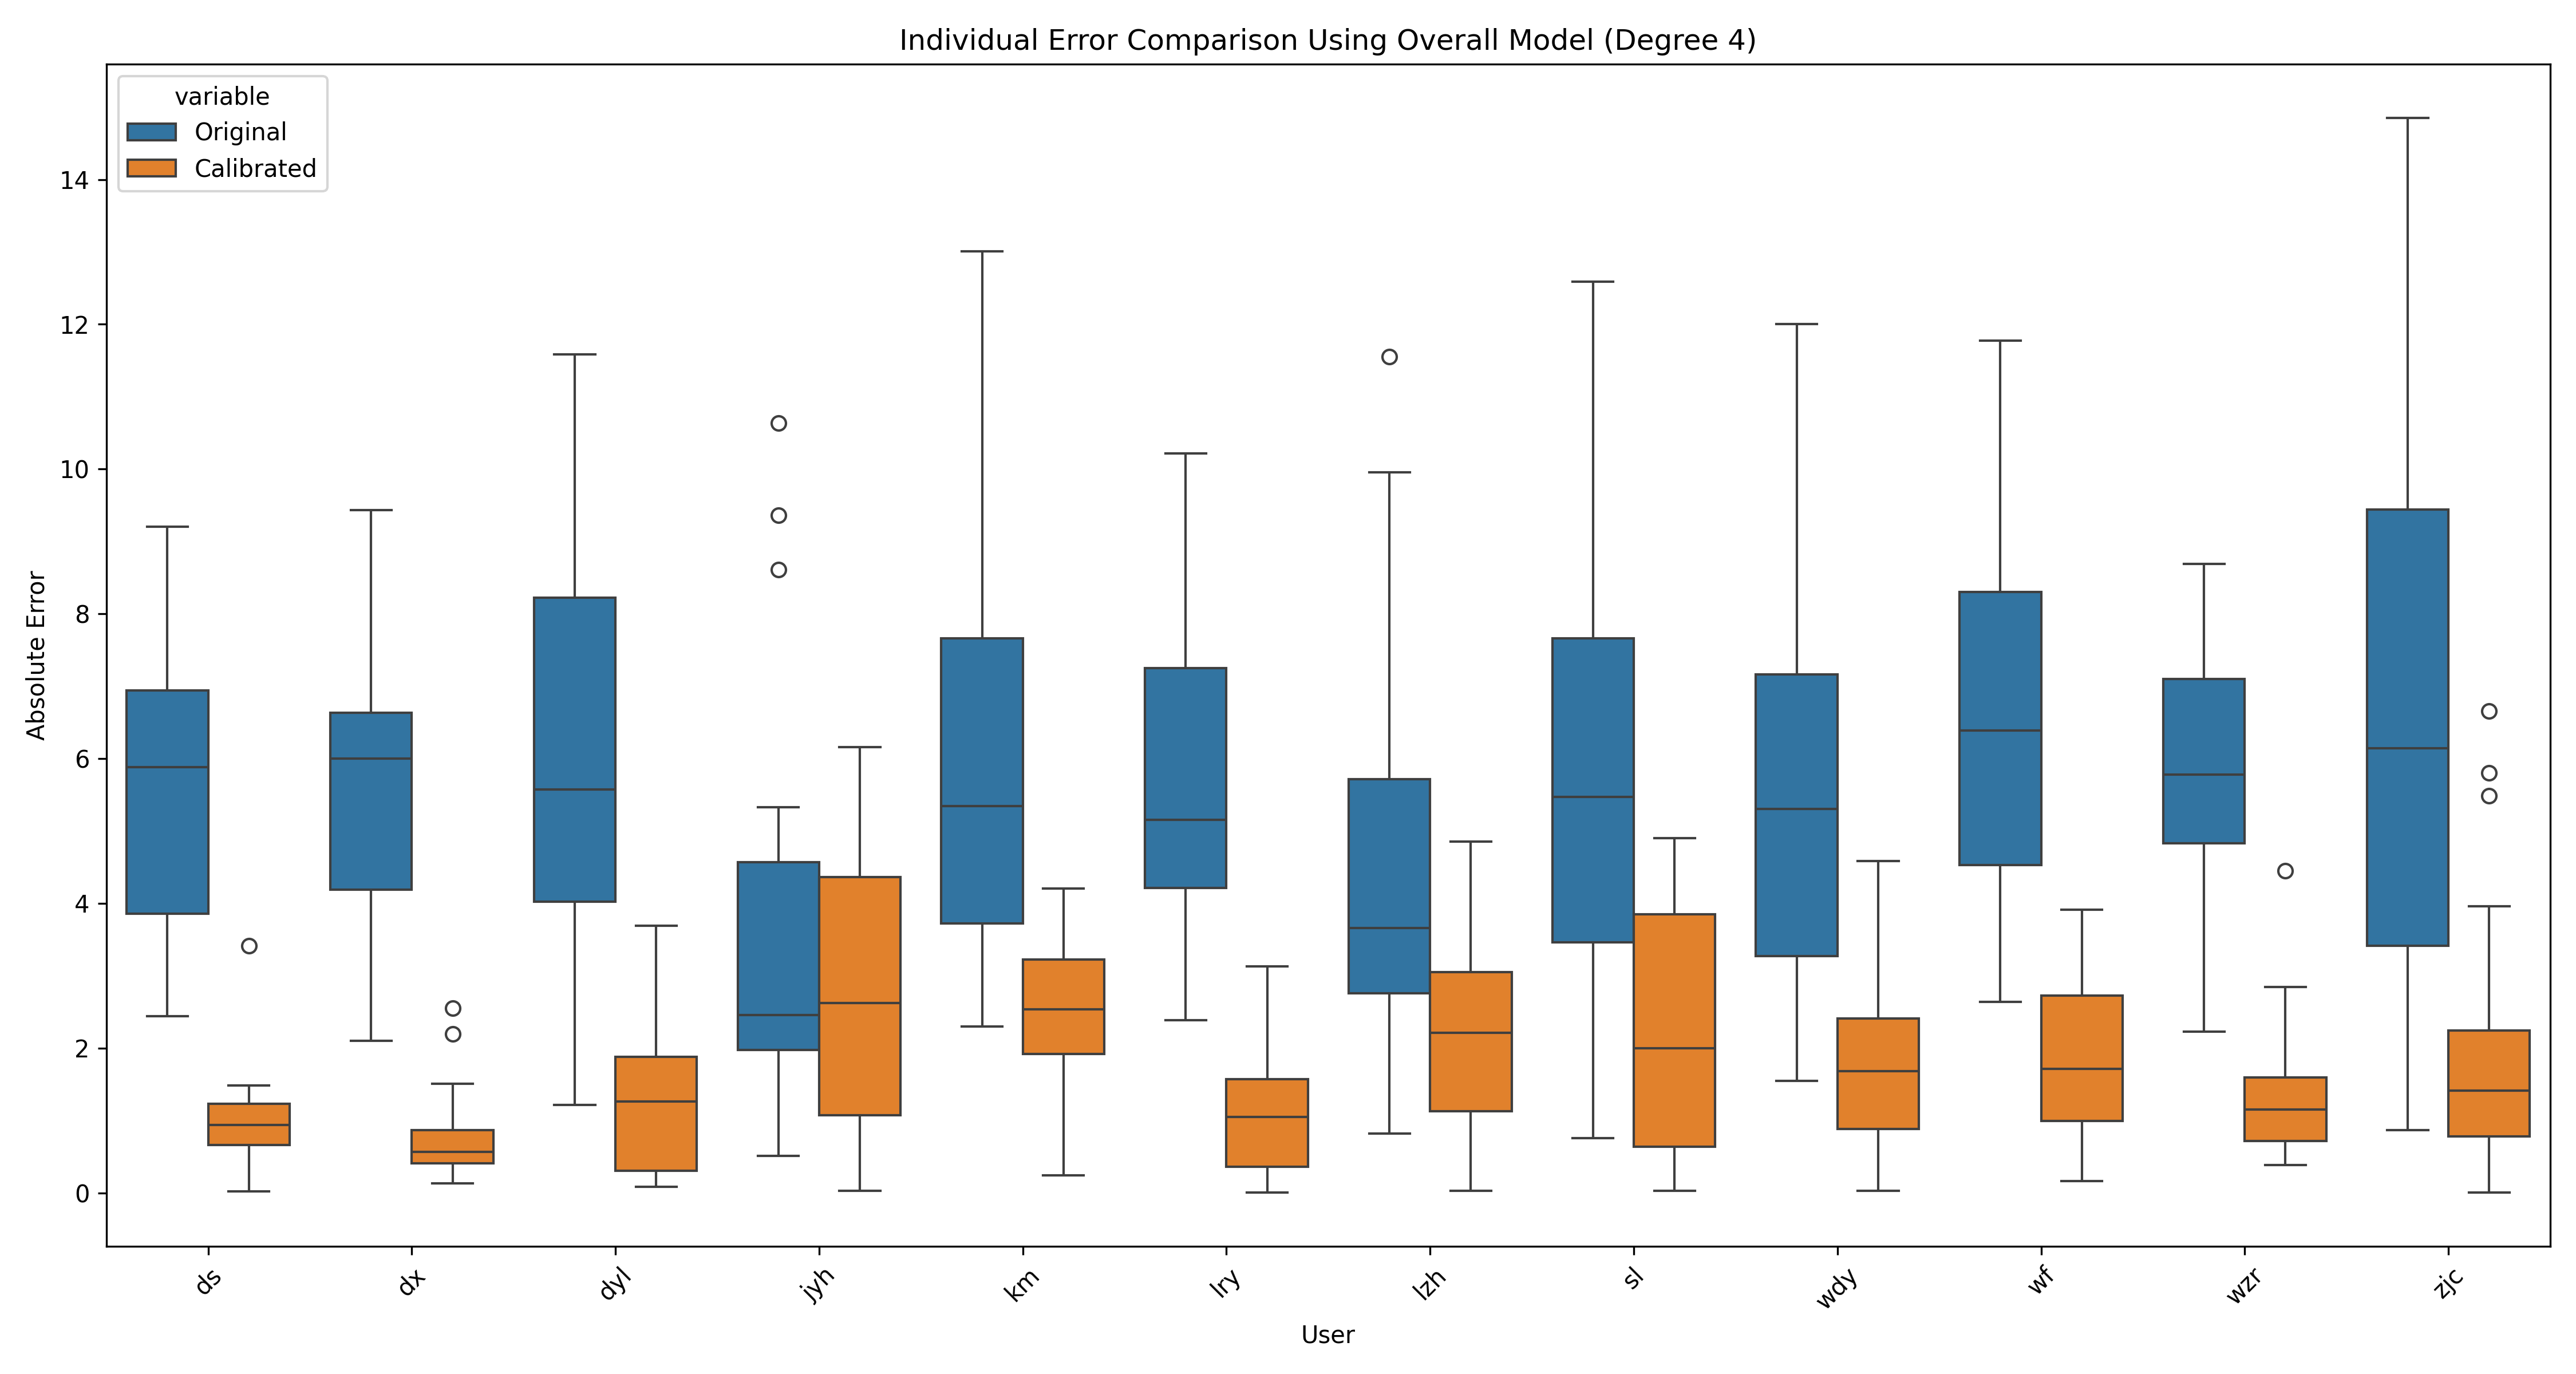 Individual Error Comparison Using Overall Model (Degree 4)
variable
Original
Calibrated
Absolute Error
14
12
10
8
6
4
2
0
ds
dx
dyl
jyh
km
lry
lzh
sl
wdy
wf
wzr
zjc
User